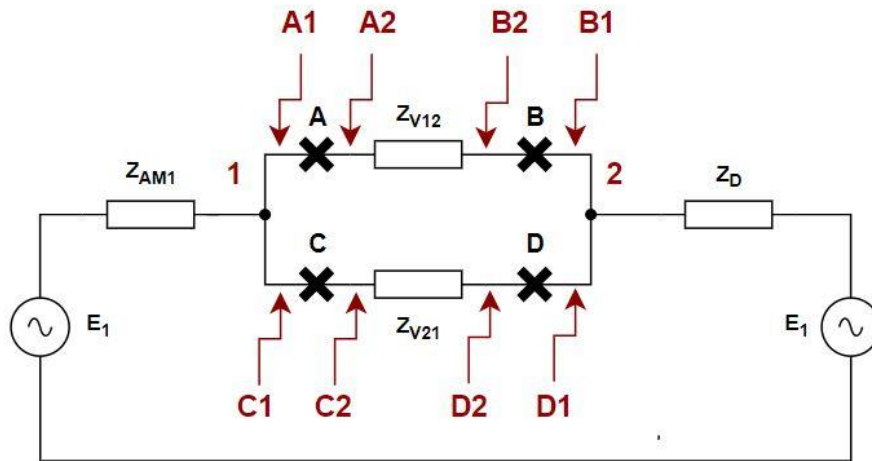 A1 A2 B2 B1
A Z_V12 B
Z_AM1 1 2 Z_D
C D
E_1 Z_V21 E_1
C1 C2 D2 D1